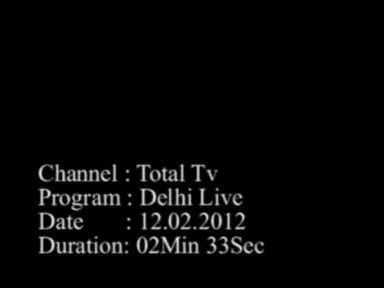 Channel : Total Tv
Program : Delhi Live
Date : 12.02.2012
Duration: 02Min 33Sec